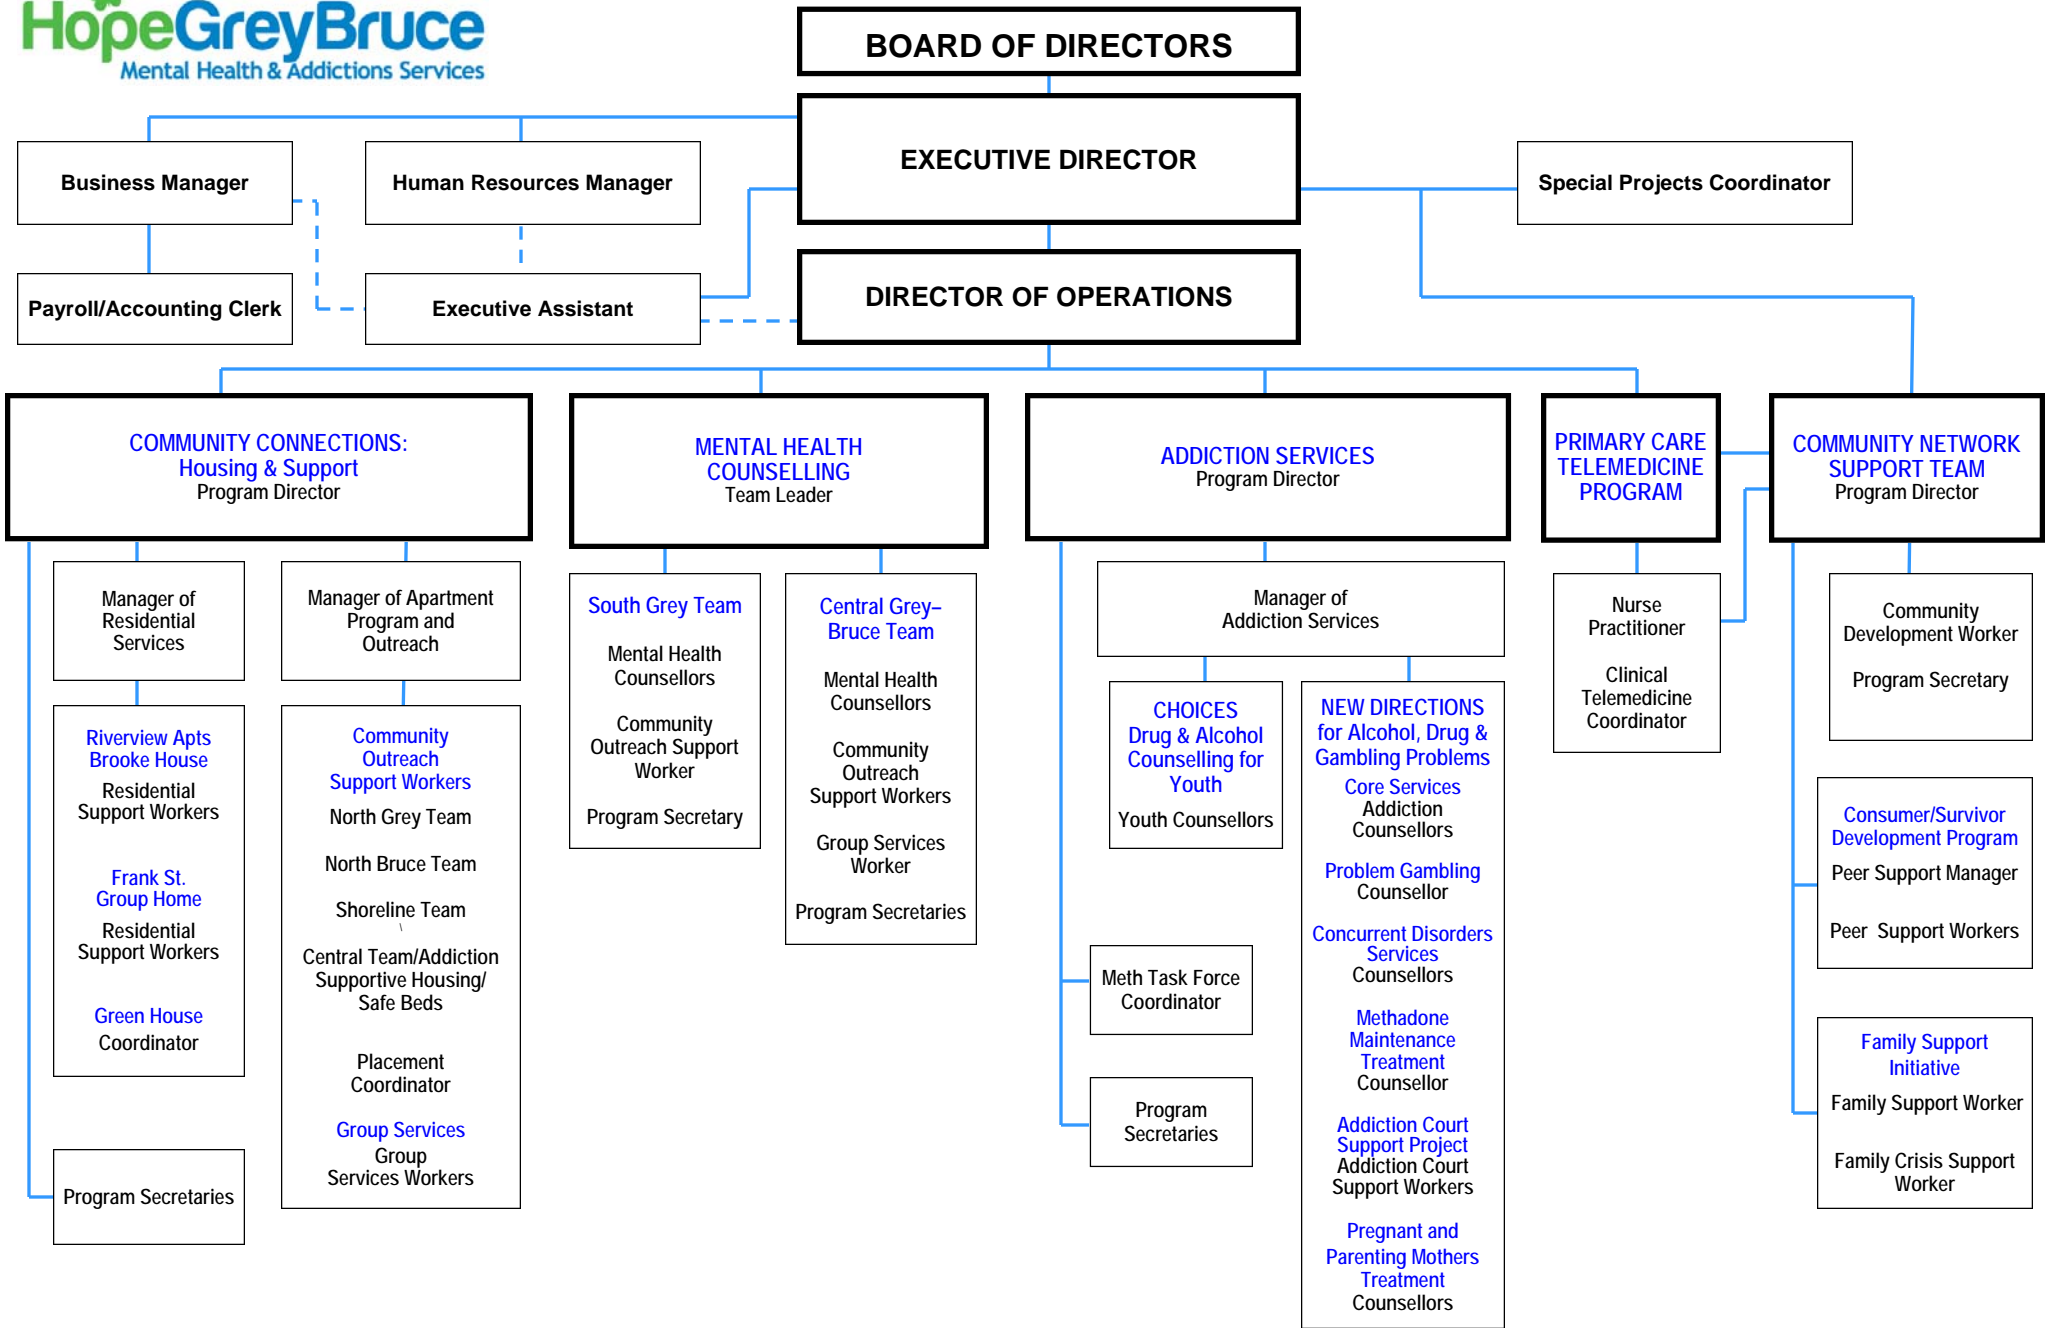 HopeGreyBruce
Mental Health & Addictions Services
BOARD OF DIRECTORS
EXECUTIVE DIRECTOR
Business Manager
Human Resources Manager
Special Projects Coordinator
Payroll/Accounting Clerk
Executive Assistant
DIRECTOR OF OPERATIONS
COMMUNITY CONNECTIONS:
Housing & Support
Program Director
MENTAL HEALTH
COUNSELLING
Team Leader
ADDICTION SERVICES
Program Director
PRIMARY CARE
TELEMEDICINE
PROGRAM
COMMUNITY NETWORK
SUPPORT TEAM
Program Director
Manager of
Residential
Services
Manager of Apartment
Program and
Outreach
Riverview Apts
Brooke House
Residential
Support Workers
Frank St.
Group Home
Residential
Support Workers
Green House
Coordinator
Program Secretaries
Community
Outreach
Support Workers
North Grey Team
North Bruce Team
Shoreline Team
\
Central Team/Addiction
Supportive Housing/
Safe Beds
Placement
Coordinator
Group Services
Group
Services Workers
South Grey Team
Mental Health
Counsellors
Community
Outreach Support
Worker
Program Secretary
Central Grey–
Bruce Team
Mental Health
Counsellors
Community
Outreach
Support Workers
Group Services
Worker
Program Secretaries
Manager of
Addiction Services
CHOICES
Drug & Alcohol
Counselling for
Youth
Youth Counsellors
Meth Task Force
Coordinator
Program
Secretaries
NEW DIRECTIONS
for Alcohol, Drug &
Gambling Problems
Core Services
Addiction
Counsellors
Problem Gambling
Counsellor
Concurrent Disorders
Services
Counsellors
Methadone
Maintenance
Treatment
Counsellor
Addiction Court
Support Project
Addiction Court
Support Workers
Pregnant and
Parenting Mothers
Treatment
Counsellors
Nurse
Practitioner
Clinical
Telemedicine
Coordinator
Community
Development Worker
Program Secretary
Consumer/Survivor
Development Program
Peer Support Manager
Peer Support Workers
Family Support
Initiative
Family Support Worker
Family Crisis Support
Worker